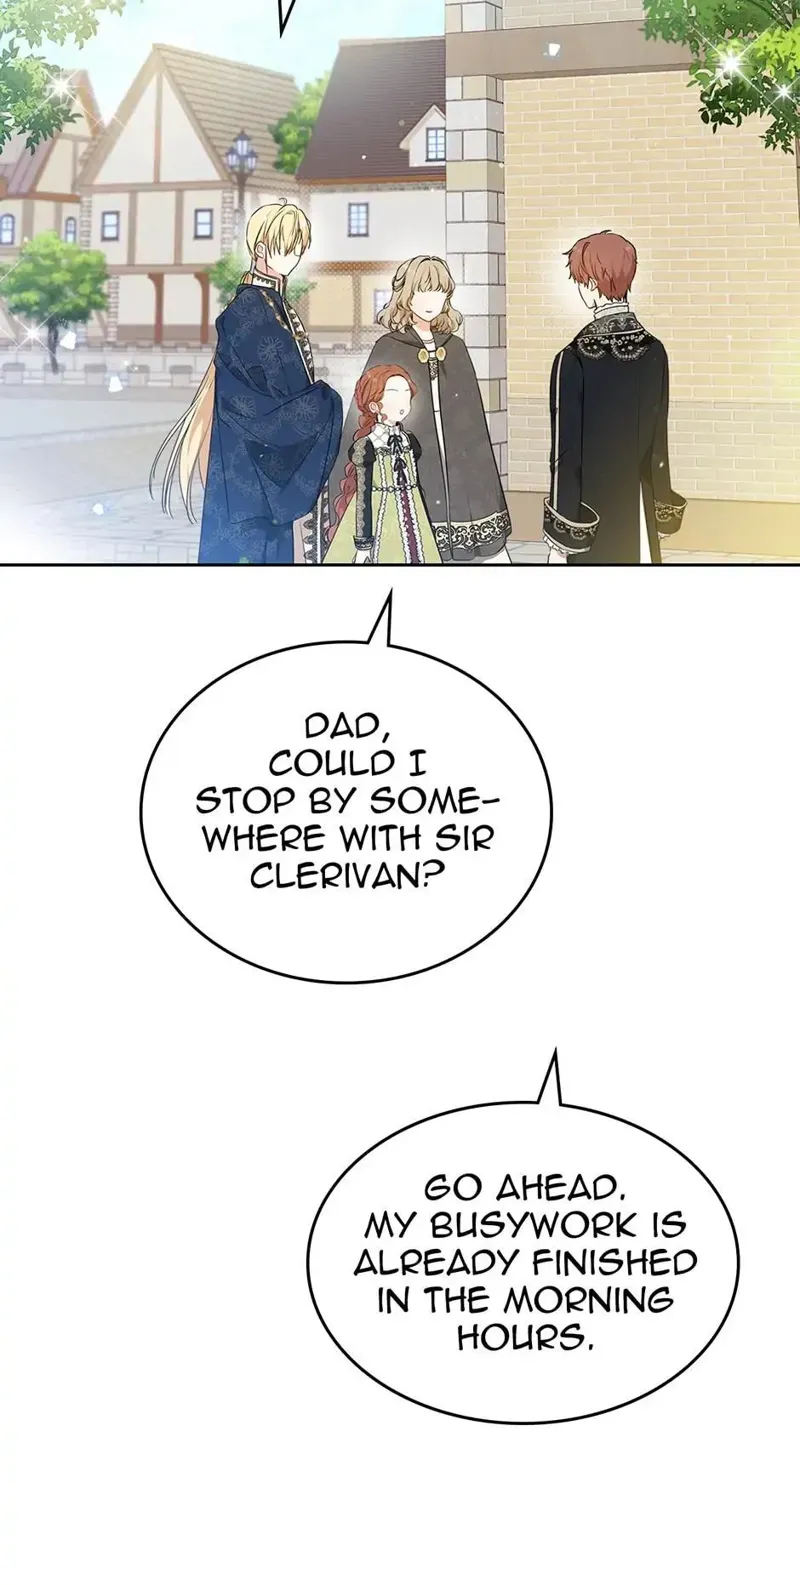 DAD,
COULD I
STOP BY SOME-
WHERE WITH SIR
CLERIVAN?
GO AHEAD.
MY BUSYWORK IS
ALREADY FINISHED
IN THE MORNING
HOURS.